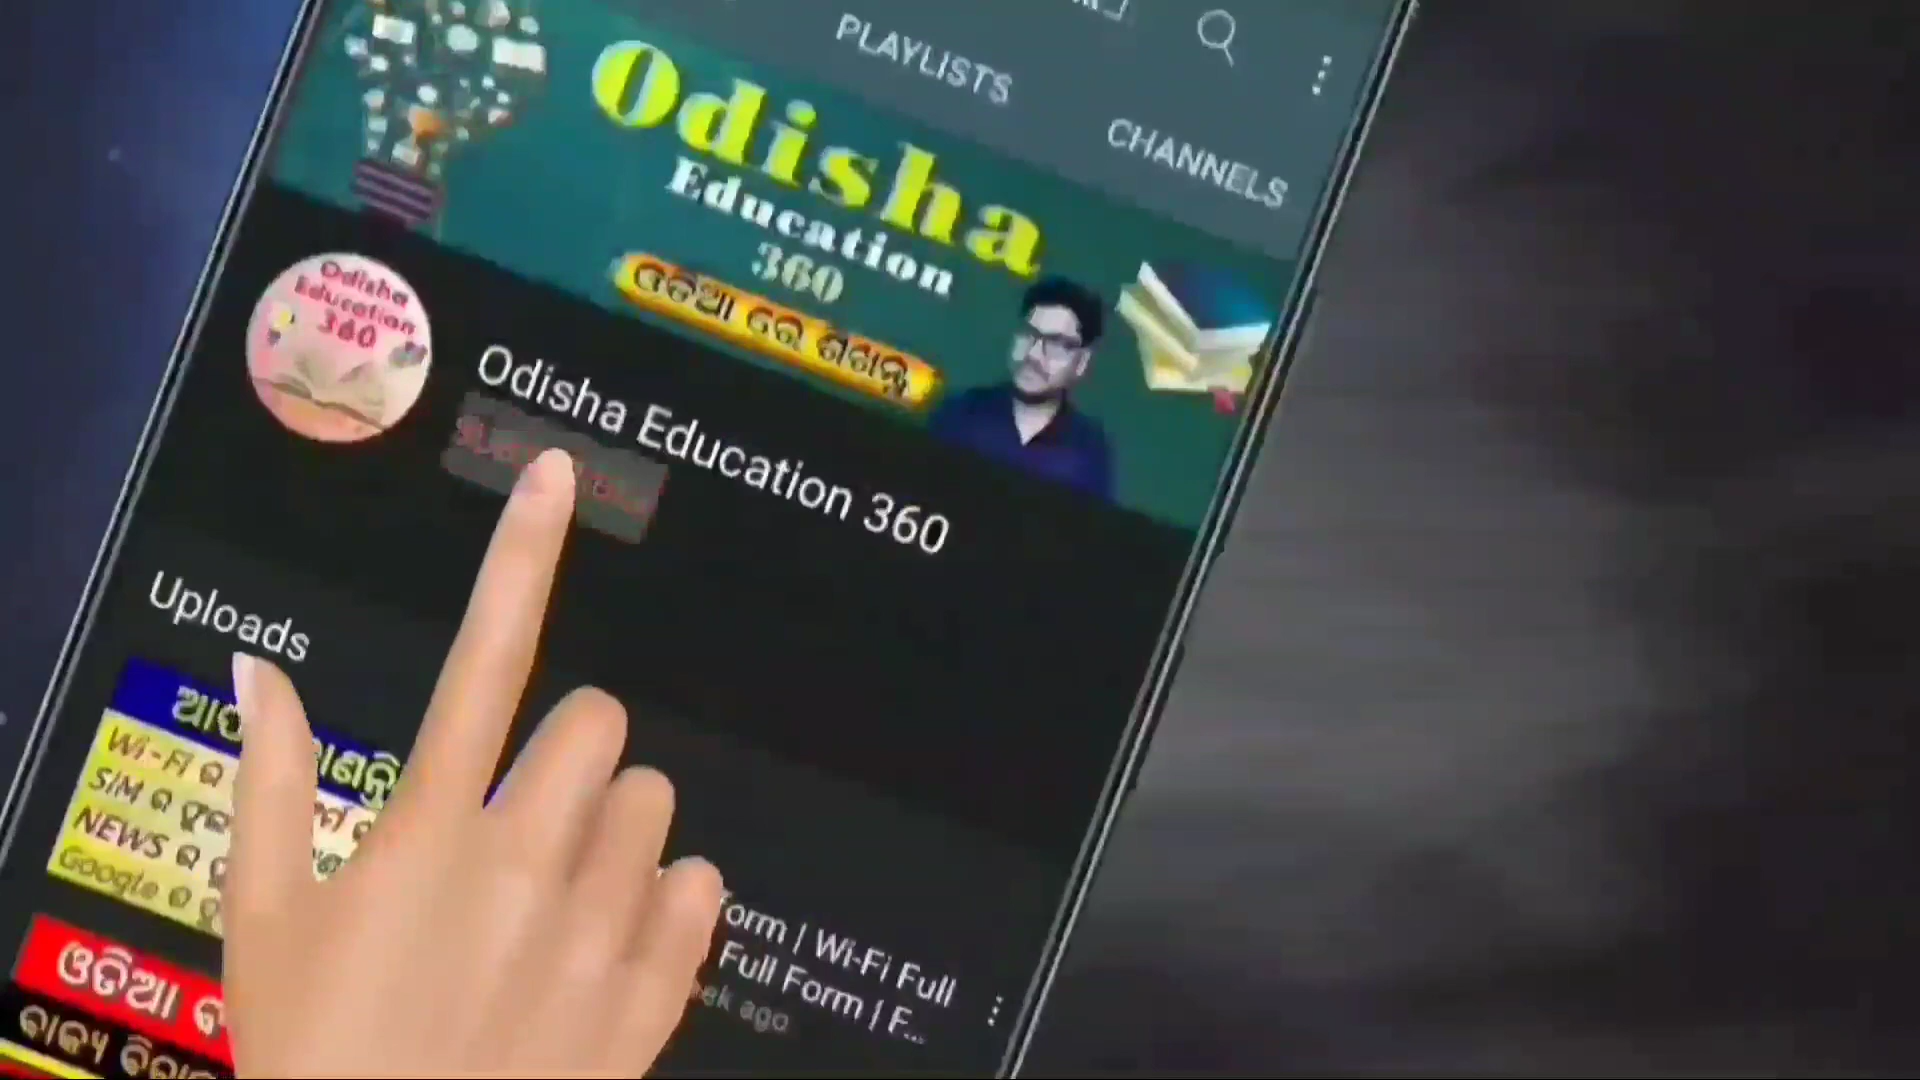 PLAYLISTS
CHANNELS
Odisha
Education
360
ଓଡିଆ ରେ ଶିଖନ୍ତୁ
Odisha
Education
360
Odisha Education 360
Uploads
Wi-Fi ର
SIM ର
NEWS ର
Google ର
Form | Wi-Fi Full
Full Form | F...
ago
ଓଡିଆ
ବାକ୍ୟ